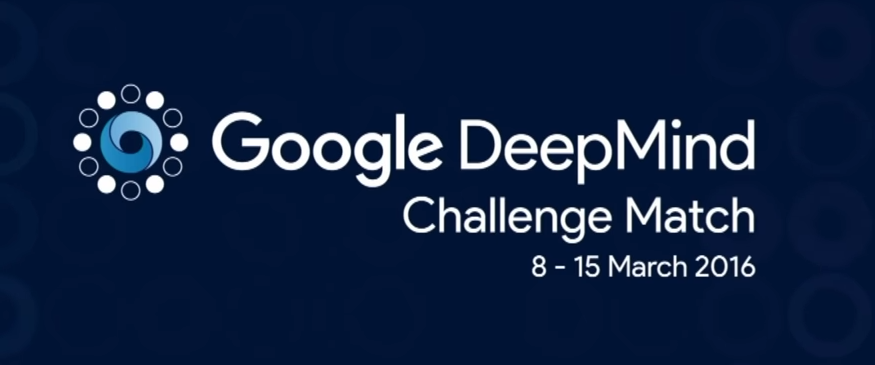 Google DeepMind
Challenge Match
8 - 15 March 2016